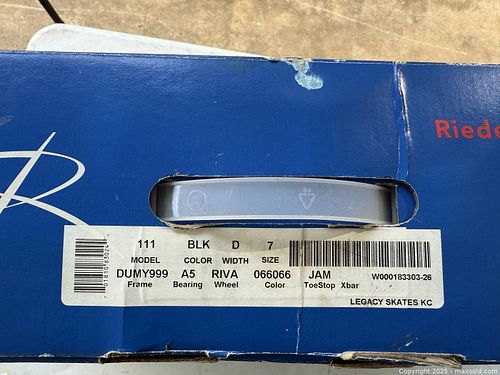 Riede
R
111 BLK D 7
MODEL COLOR WIDTH SIZE
DUMY999 A5 RIVA 066066 JAM W000183303-26
Frame Bearing Wheel Color ToeStop Xbar
LEGACY SKATES KC
Copyright 2025 - maxsold.com